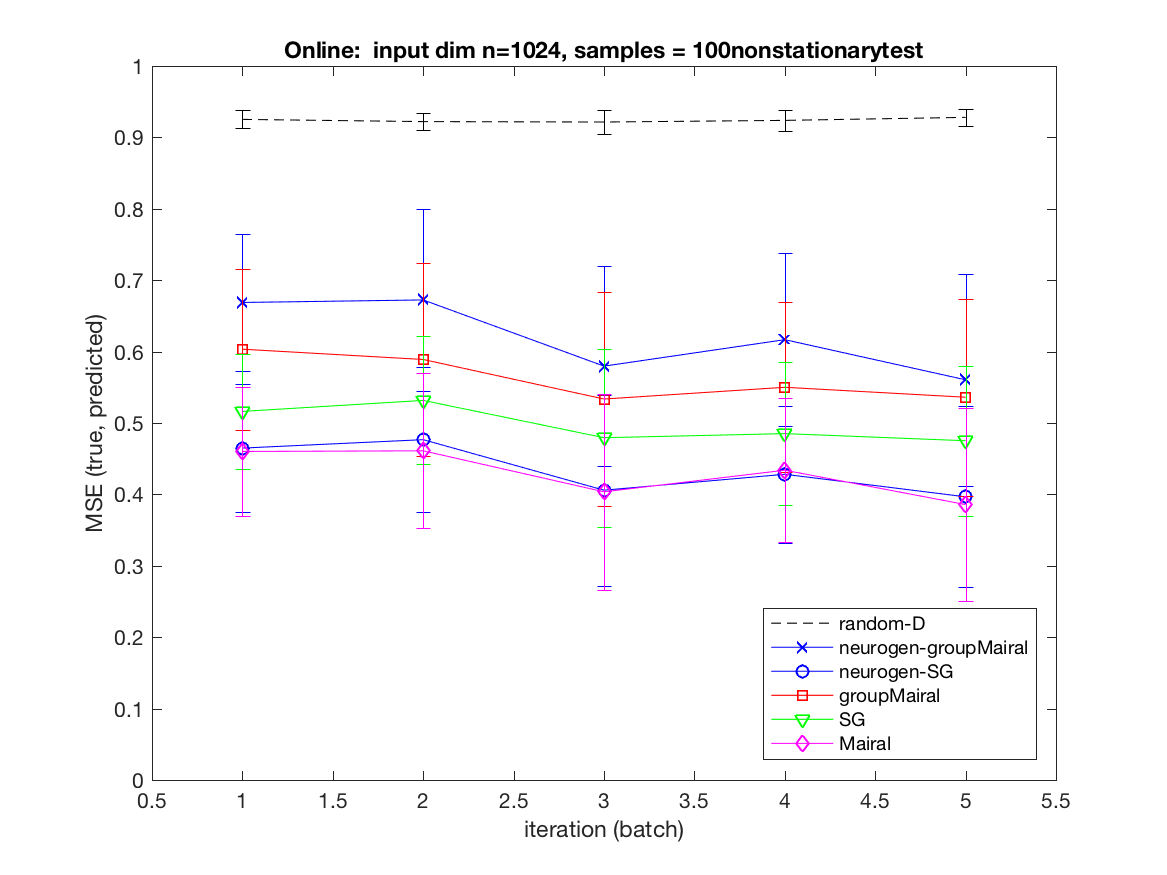 Online:  input dim n=1024, samples = 100nonstationarytest
MSE (true, predicted)
1
0.9
0.8
0.7
0.6
0.5
0.4
0.3
0.2
0.1
0
random-D
neurogen-groupMairal
neurogen-SG
groupMairal
SG
Mairal
0.5 1 1.5 2 2.5 3 3.5 4 4.5 5 5.5
iteration (batch)